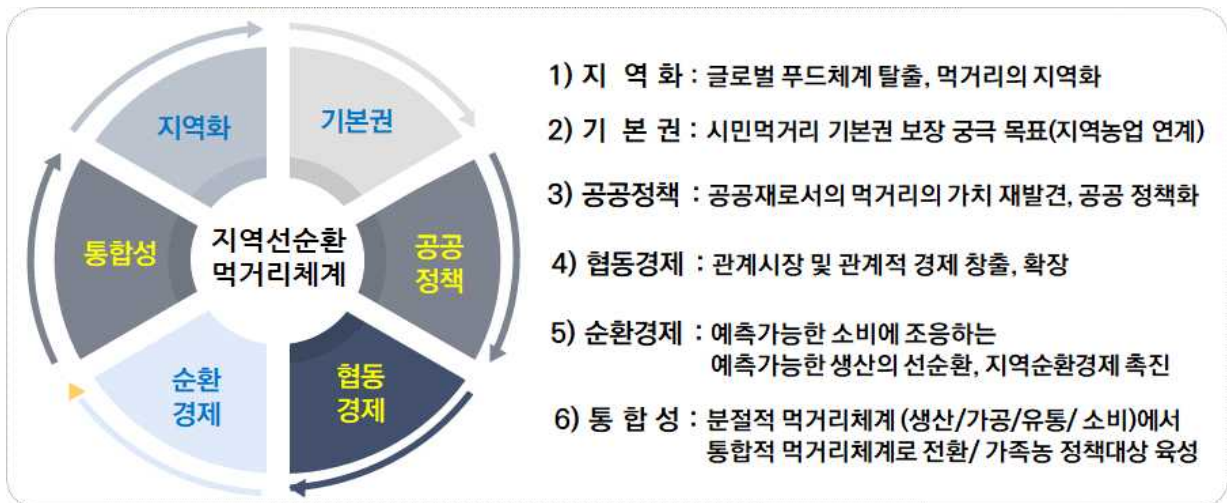 지역화
기본권
통합성
지역선순환
먹거리체계
공공
정책
순환
경제
협동
경제
1) 지 역 화 : 글로벌 푸드체계 탈출, 먹거리의 지역화
2) 기 본 권 : 시민먹거리 기본권 보장 궁극 목표(지역농업 연계)
3) 공공정책 : 공공재로서의 먹거리의 가치 재발견, 공공 정책화
4) 협동경제 : 관계시장 및 관계적 경제 창출, 확장
5) 순환경제 : 예측가능한 소비에 조응하는
예측가능한 생산의 선순환, 지역순환경제 촉진
6) 통 합 성 : 분절적 먹거리체계 (생산/가공/유통/ 소비)에서
통합적 먹거리체계로 전환/ 가족농 정책대상 육성